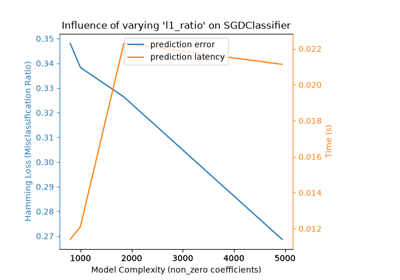 Influence of varying 'l1_ratio' on SGDClassifier
prediction error
prediction latency
Hamming Loss (Misclassification Ratio)
0.35
0.34
0.33
0.32
0.31
0.30
0.29
0.28
0.27
0.022
0.020
0.018
0.016
0.014
0.012
Time (s)
1000 2000 3000 4000 5000
Model Complexity (non_zero coefficients)